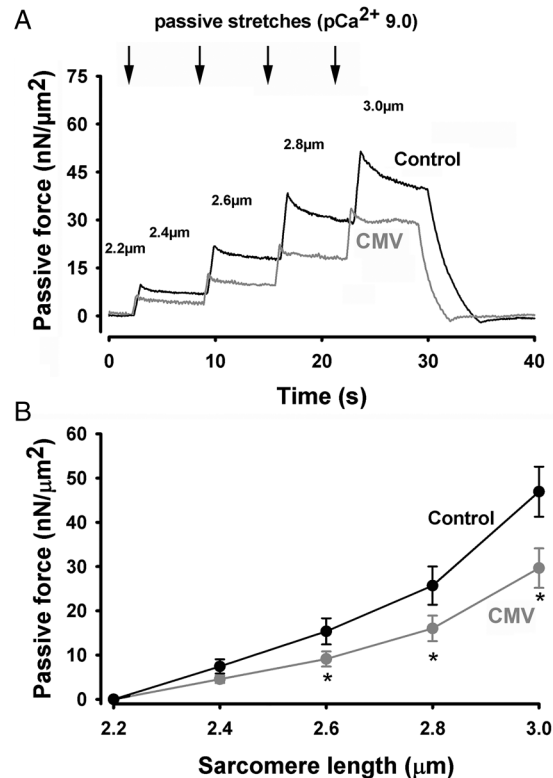 A
passive stretches (pCa2+ 9.0)
Passive force (nN/µm2)
75
60
45
30
15
0
2.2µm
2.4µm
2.6µm
2.8µm
3.0µm
Control
CMV
0 10 20 30 40
Time (s)
B
Passive force (nN/µm2)
60
50
40
30
20
10
0
Control
CMV
*
*
*
2.2 2.4 2.6 2.8 3.0
Sarcomere length (µm)